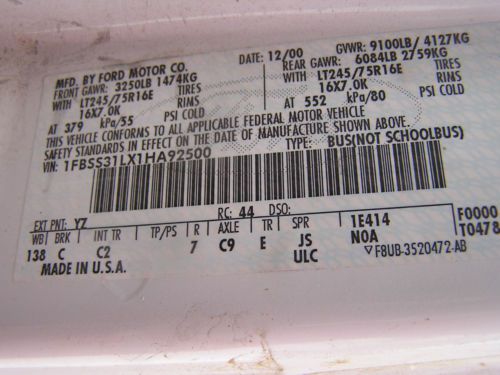 MFD. BY FORD MOTOR CO.
DATE: 12/00 GVWR: 9100LB/ 4127KG
FRONT GAWR: 3250LB 1474KG REAR GAWR: 6084LB 2759KG
WITH LT245/75R16E TIRES WITH LT245/75R16E TIRES
16X7.0K RIMS 16X7.0K RIMS
AT 379 kPa/55 PSI COLD AT 552 kPa/80 PSI COLD
THIS VEHICLE CONFORMS TO ALL APPLICABLE FEDERAL MOTOR VEHICLE
SAFETY STANDARDS IN EFFECT ON THE DATE OF MANUFACTURE SHOWN ABOVE.
VIN: 1FBSS31LX1HA92500 TYPE: BUS(NOT SCHOOLBUS)
EXT PNT: YZ RC: 44 DSO: F0000
WB BRK INT TR TP/PS R AXLE TR SPR 1E414 T0478
138 C C2 7 C9 E JS N0A
MADE IN U.S.A. ULC ▽F8UB-3520472-AB